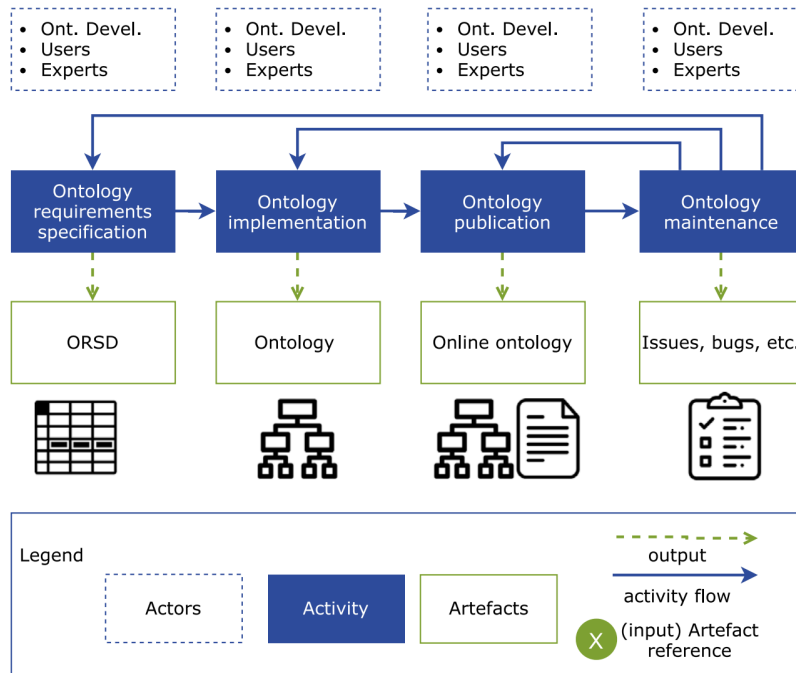 • Ont. Devel.
• Users
• Experts
• Ont. Devel.
• Users
• Experts
• Ont. Devel.
• Users
• Experts
• Ont. Devel.
• Users
• Experts
Ontology
requirements
specification
Ontology
implementation
Ontology
publication
Ontology
maintenance
ORSD
Ontology
Online ontology
Issues, bugs, etc.
Legend
Actors
Activity
Artefacts
output
activity flow
X
(input) Artefact
reference